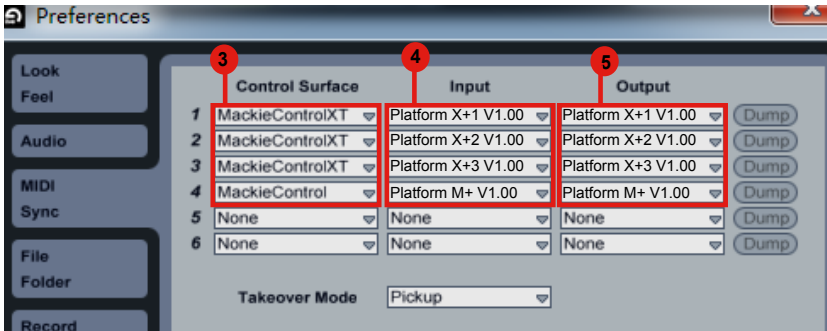 Preferences
3 4 5
Look
Feel
Audio
MIDI
Sync
File
Folder
Record
Control Surface Input Output
1 MackieControlXT Platform X+1 V1.00 Platform X+1 V1.00 Dump
2 MackieControlXT Platform X+2 V1.00 Platform X+2 V1.00 Dump
3 MackieControlXT Platform X+3 V1.00 Platform X+3 V1.00 Dump
4 MackieControl Platform M+ V1.00 Platform M+ V1.00 Dump
5 None None None Dump
6 None None None Dump
Takeover Mode Pickup